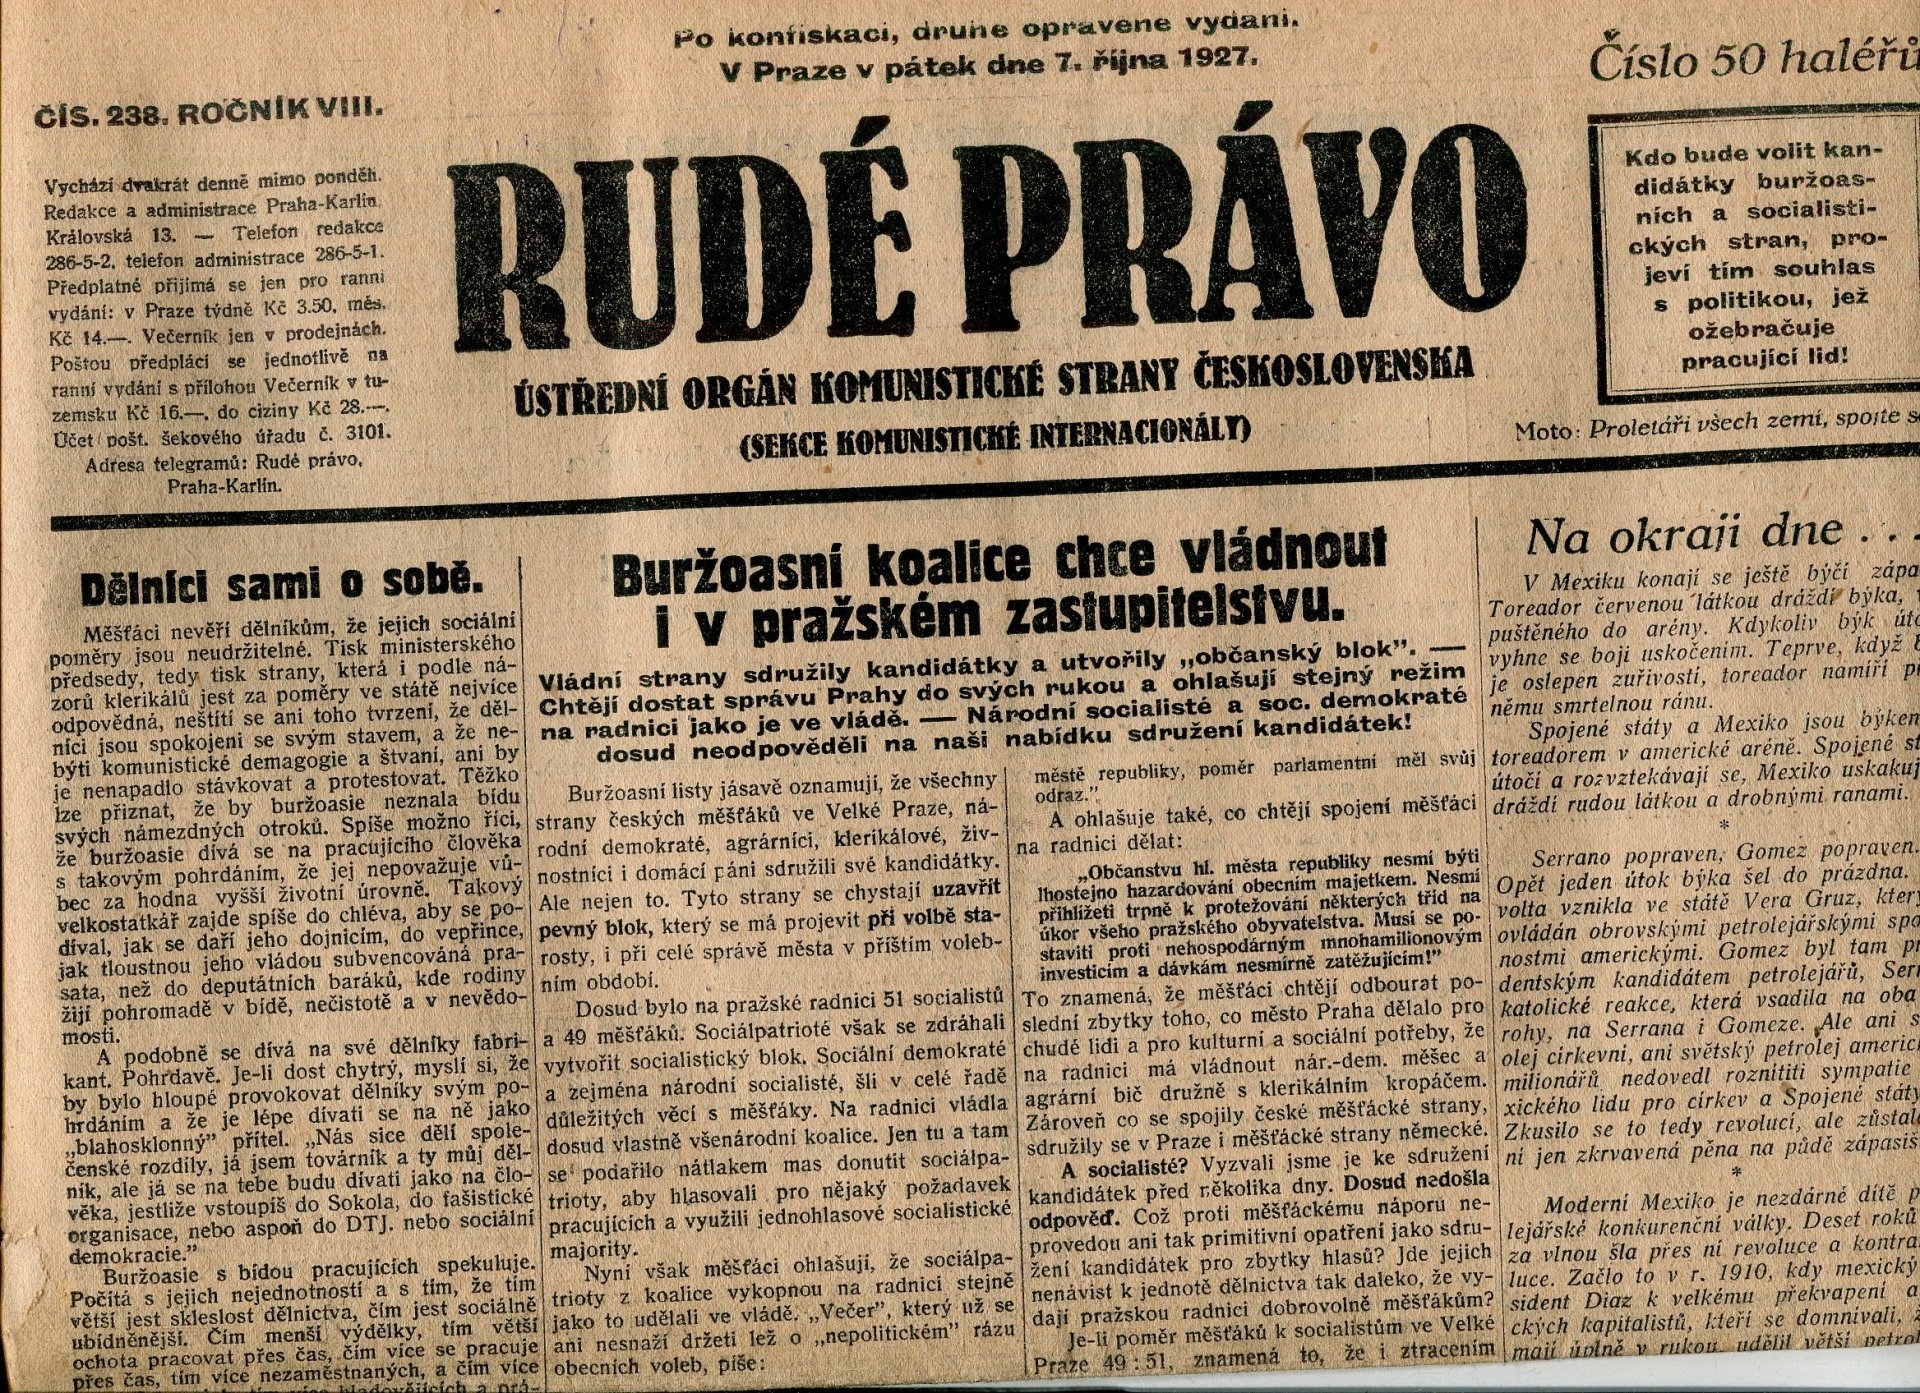 Po konfiskaci, druhé opravené vydání.
V Praze v pátek dne 7. října 1927.
Číslo 50 haléřů
ČÍS. 238. ROČNÍK VIII.
Vychází dvakrát denně mimo ponděli.
Redakce a administrace Praha-Karlín,
Královská 13. — Telefon redakce
286-5-2, telefon administrace 286-5-1.
Předplatné přijímá se jen pro ranní
vydání: v Praze týdně Kč 3.50, měs.
Kč 14.—. Večerník jen v prodejnách.
Poštou předplácí se jednotlivě na
ranní vydání s přílohou Večerník v tu-
zemsku Kč 16.—, do ciziny Kč 28.—.
Účet pošt. šekového úřadu č. 3101.
Adresa telegramů: Rudé právo,
Praha-Karlín.
RUDÉ PRÁVO
ÚSTŘEDNÍ ORGÁN KOMUNISTICKÉ STRANY ČESKOSLOVENSKA
(SEKCE KOMUNISTICKÉ INTERNACIONÁLY)
Kdo bude volit kan-
didátky buržoas-
ních a socialisti-
ckých stran, pro-
jeví tím souhlas
s politikou, jež
ožebračuje
pracující lid!
Moto: Proletáři všech zemí, spojte
Dělníci sami o sobě.
Měšťáci nevěří dělníkům, že jejich sociální
poměry jsou neudržitelné. Tisk ministerského
předsedy, tedy tisk strany, která i podle ná-
zorů klerikálů jest za poměry ve státě nejvíce
odpovědná, neštítí se ani toho tvrzení, že děl-
níci jsou spokojeni se svým stavem, a že ne-
býti komunistické demagogie a štvaní, ani by
je nenapadlo stávkovat a protestovat. Těžko
lze přiznat, že by buržoasie neznala bídu
svých námezdných otroků. Spíše možno říci,
že buržoasie dívá se na pracujícího člověka
s takovým pohrdáním, že jej nepovažuje vů-
bec za hodna vyšší životní úrovně. Takový
velkostatkář zajde spíše do chléva, aby se po-
díval, jak se daří jeho dojnicím, do vepřince,
jak tloustnou jeho vládou subvencováná pra-
sata, než do deputátních baráků, kde rodiny
žijí pohromadě v bídě, nečistotě a v nevědo-
mosti.
A podobně se dívá na své dělníky fabri-
kant. Pohrdavě. Je-li dost chytrý, myslí si, že
by bylo hloupé provokovat dělníky svým po-
hrdáním a že je lépe dívati se na ně jako
„blahosklonný” přítel. „Nás sice dělí spole-
čenské rozdíly, já jsem továrník a ty můj děl-
ník, ale já se na tebe budu dívati jako na člo-
věka, jestliže vstoupíš do Sokola, do fašistické
organisace, nebo aspoň do DTJ. nebo sociální
demokracie.”
Buržoasie s bídou pracujících spekuluje.
Počítá s jejich nejednotností a s tím, že tím
větší jest skleslost dělnictva, čím jest sociálně
ubídněnější. Čím menší výdělky, tím větší
ochota pracovat přes čas, čím více se pracuje
přes čas, tím více nezaměstnaných, a čím více
Buržoasní koalice chce vládnout
i v pražském zastupitelstvu.
Vládní strany sdružily kandidátky a utvořily „občanský blok”. —
Chtějí dostat správu Prahy do svých rukou a ohlašují stejný režim
na radnici jako je ve vládě. — Národní socialisté a soc. demokraté
dosud neodpověděli na naši nabídku sdružení kandidátek!
Buržoasní listy jásavě oznamují, že všechny
strany českých měšťáků ve Velké Praze, ná-
rodní demokraté, agrárníci, klerikálové, živ-
nostníci i domácí páni sdružili své kandidátky.
Ale nejen to. Tyto strany se chystají uzavřít
pevný blok, který se má projevit při volbě sta-
rosty, i při celé správě města v příštím voleb-
ním období.
Dosud bylo na pražské radnici 51 socialistů
a 49 měšťáků. Sociálpatrioté však se zdráhali
vytvořit socialistický blok. Sociální demokraté
a zejména národní socialisté, šli v celé řadě
důležitých věcí s měšťáky. Na radnici vládla
dosud vlastně všenárodní koalice. Jen tu a tam
se podařilo nátlakem mas donutit sociálpa-
trioty, aby hlasovali pro nějaký požadavek
pracujících a využili jednohlasové socialistické
majority.
Nyní však měšťáci ohlašují, že sociálpa-
trioty z koalice vykopnou na radnici stejně
jako to udělali ve vládě. „Večer”, který už se
ani nesnaží držeti lež o „nepolitickém” rázu
obecních voleb, píše:
městě republiky, poměr parlamentní měl svůj
odraz.”
A ohlašuje také, co chtějí spojení měšťáci
na radnici dělat:
„Občanstvu hl. města republiky nesmí býti
lhostejno hazardování obecním majetkem. Nesmí
přihlížeti trpně k protežování některých tříd na
úkor všeho pražského obyvatelstva. Musí se po-
staviti proti nehospodárným mnohamilionovým
investicím a dávkám nesmírně zatěžujícím!”
To znamená, že měšťáci chtějí odbourat po-
slední zbytky toho, co město Praha dělalo pro
chudé lidi a pro kulturní a sociální potřeby, že
na radnici má vládnout nár.-dem. měšec a
agrární bič družně s klerikálním kropáčem.
Zároveň co se spojily české měšťácké strany,
sdružily se v Praze i měšťácké strany německé.
A socialisté? Vyzvali jsme je ke sdružení
kandidátek před několika dny. Dosud nedošla
odpověď. Což proti měšťáckému náporu ne-
provedou ani tak primitivní opatření jako sdru-
žení kandidátek pro zbytky hlasů? Jde jejich
nenávist k jednotě dělnictva tak daleko, že vy-
dají pražskou radnici dobrovolně měšťákům?
Je-li poměr měšťáků k socialistům ve Velké
Praze 49 : 51, znamená to, že i ztracením
Na okraji dne . . .
V Mexiku konají se ještě býčí
Toreador červenou látkou dráždí býka,
puštěného do arény. Kdykoliv býk
vyhne se boji uskočením. Teprve, když
je oslepen zuřivostí, toreador namíří
němu smrtelnou ránu.
Spojené státy a Mexiko jsou
toreadorem v americké aréně. Spojené
útočí a rozvztekávají se, Mexiko
dráždí rudou látkou a drobnými ranami.
*
Serrano popraven, Gomez popraven.
Opět jeden útok býka šel do prázdna.
volta vznikla ve státě Vera Gruz,
ovládán obrovskými petrolejářskými
nostmi americkými. Gomez byl tam
dentským kandidátem petrolejářů,
katolické reakce, která vsadila na
rohy, na Serrana i Gomeze. Ale ani
olej církevní, ani světský petrolej
milionářů nedovedl roznítiti sympatie
xického lidu pro církev a Spojené
Zkusilo se to tedy revolucí, ale
ní jen zkrvavená pěna na půdě
*
Moderní Mexiko je nezdárné dítě
lejářské konkurenční války. Deset roků
za vlnou šla přes ní revoluce a
luce. Začlo to v r. 1910, kdy mexický
sident Diaz k velkému překvapení
ckých kapitalistů, kteří se domnívali,
mají úplně v rukou, udělil větší